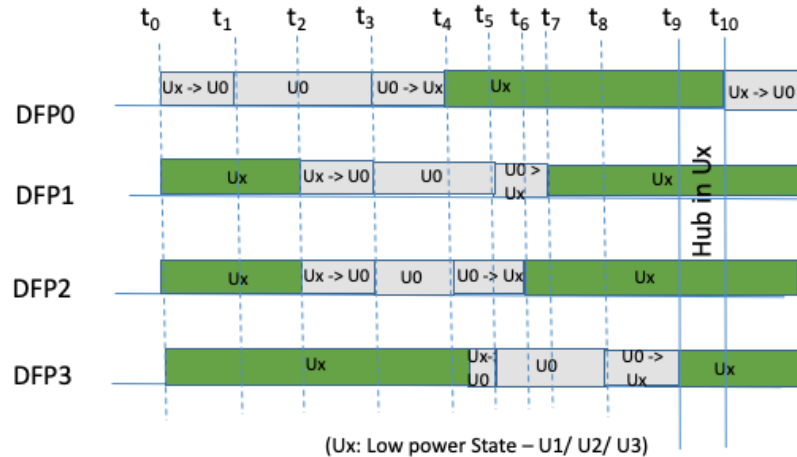 t0 t1 t2 t3 t4 t5 t6 t7 t8 t9 t10
DFP0
Ux -> U0
U0
U0 -> Ux
Ux
Ux -> U0
DFP1
Ux
Ux -> U0
U0
U0 >
Ux
Ux
Hub in Ux
DFP2
Ux
Ux -> U0
U0
U0 -> Ux
Ux
DFP3
Ux
Ux-
U0
U0
U0 ->
Ux
Ux
(Ux: Low power State – U1/ U2/ U3)